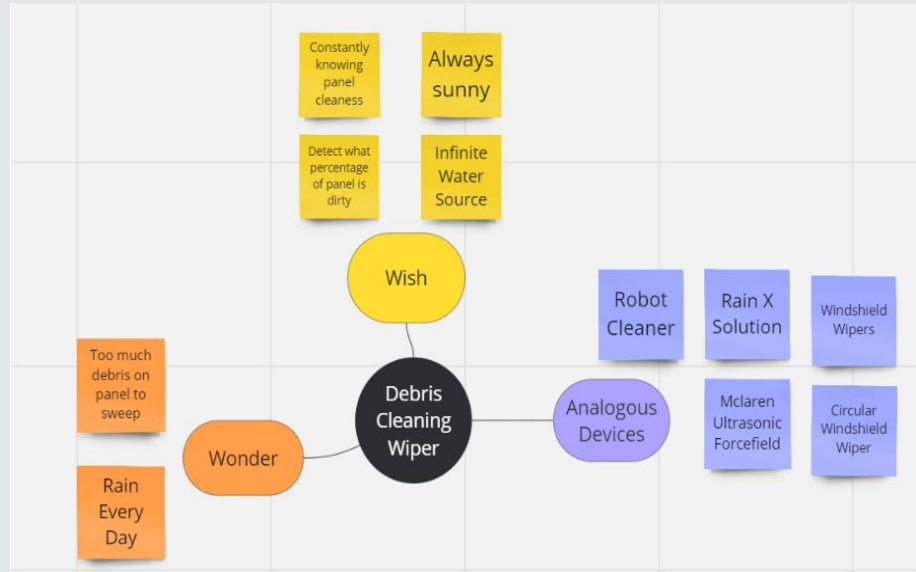 Constantly
knowing
panel
cleaness
Always
sunny
Detect what
percentage
of panel is
dirty
Infinite
Water
Source
Wish
Robot
Cleaner
Rain X
Solution
Windshield
Wipers
Mclaren
Ultrasonic
Forcefield
Circular
Windshield
Wiper
Analogous
Devices
Debris
Cleaning
Wiper
Too much
debris on
panel to
sweep
Wonder
Rain
Every
Day